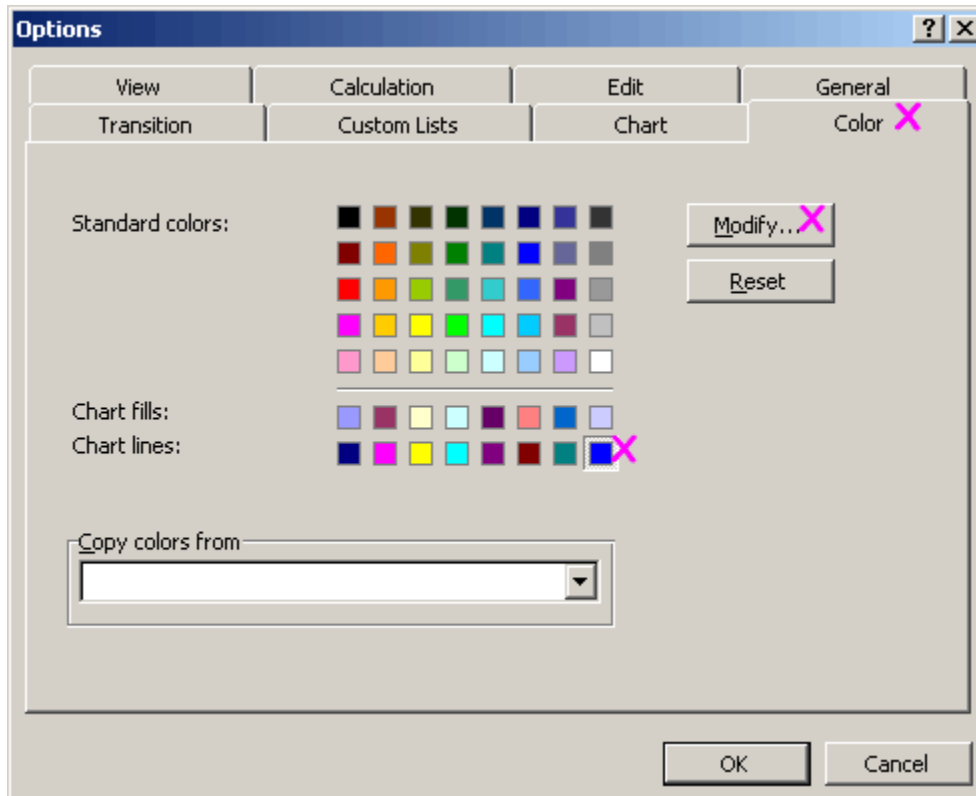 Options
View Calculation Edit General
Transition Custom Lists Chart Color
Standard colors:
Modify...
Reset
Chart fills:
Chart lines:
Copy colors from
OK Cancel